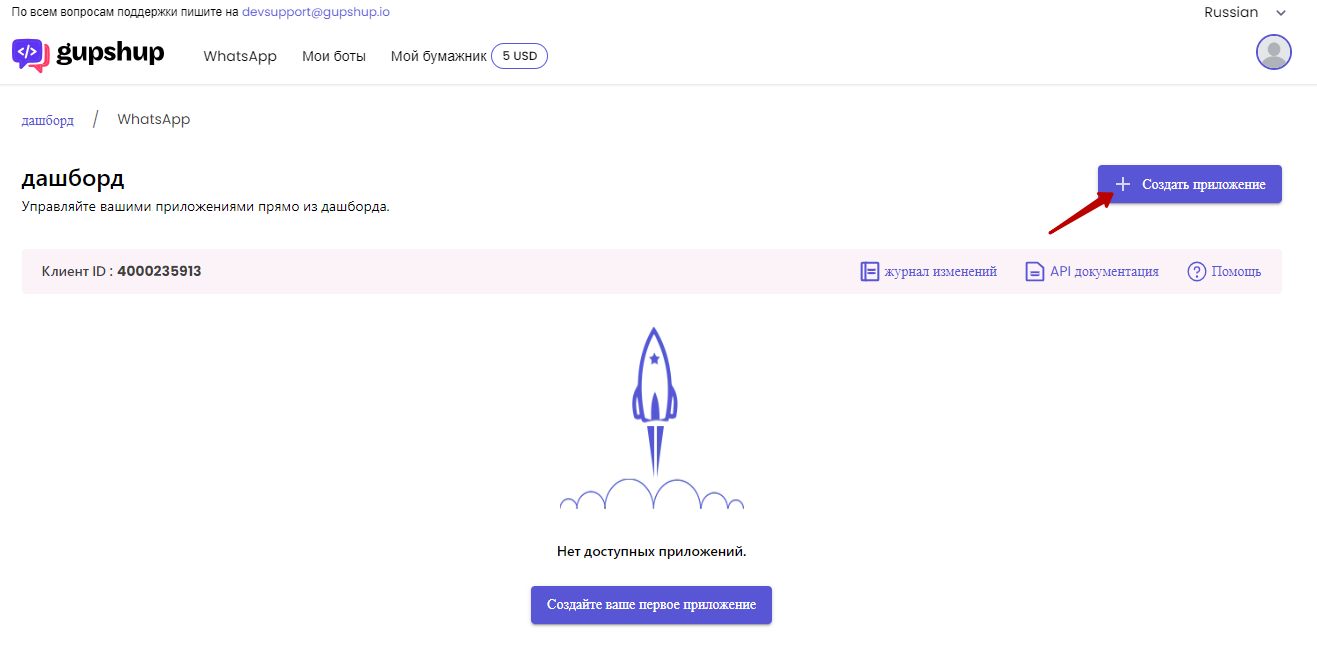 По всем вопросам поддержки пишите на devsupport@gupshup.io
Russian
gupshup
WhatsApp
Мои боты
Мой бумажник
5 USD
дашборд / WhatsApp
дашборд
Управляйте вашими приложениями прямо из дашборда.
Создать приложение
Клиент ID : 4000235913
журнал изменений
API документация
Помощь
Нет доступных приложений.
Создайте ваше первое приложение